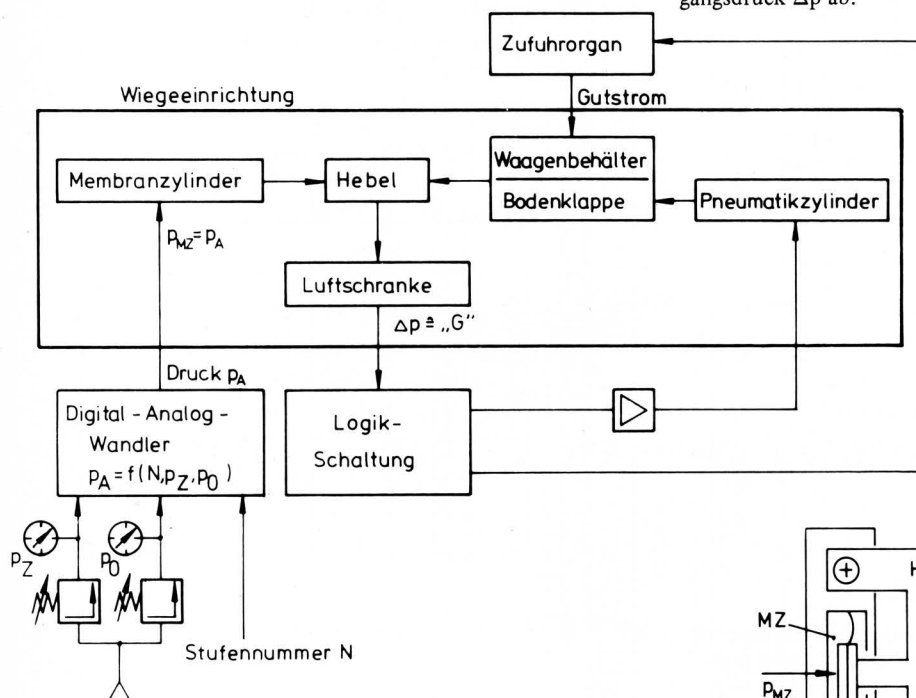 gangsdruck Δp ab.
Zufuhrorgan
Wiegeeinrichtung
Gutstrom
Membranzylinder
Hebel
Waagenbehälter
Bodenklappe
Pneumatikzylinder
p_MZ = p_A
Luftschranke
Δp ≙ „G"
Druck p_A
Digital - Analog -
Wandler
p_A = f(N, p_Z, p_0)
Logik-
Schaltung
p_Z
p_0
Stufennummer N
H
MZ
p_MZ